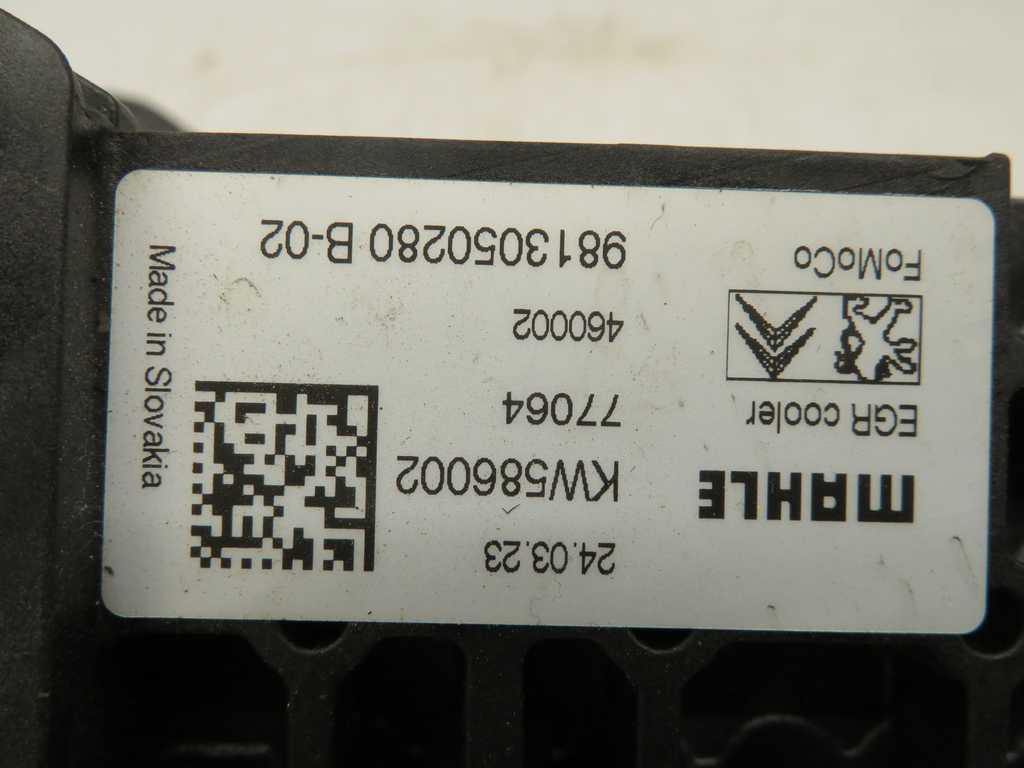 24.03.23
MAHLE
KW586002
EGR cooler
77064
460002
FoMoCo
9813050280 B-02
Made in Slovakia